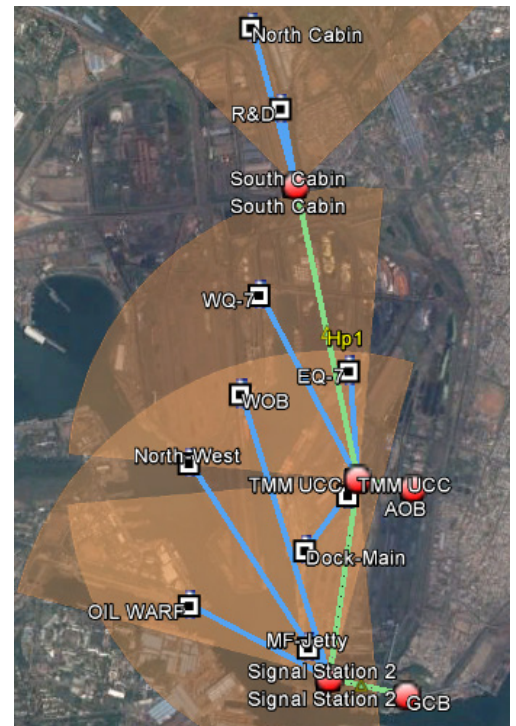 North Cabin
R&D
South Cabin
South Cabin
WQ-7
Hp1
EQ-7
WOB
North-West
TMM UCC
TMM UCC
AOB
Dock-Main
OIL WARF
MF-Jetty
Signal Station 2
Signal Station 2
GCB